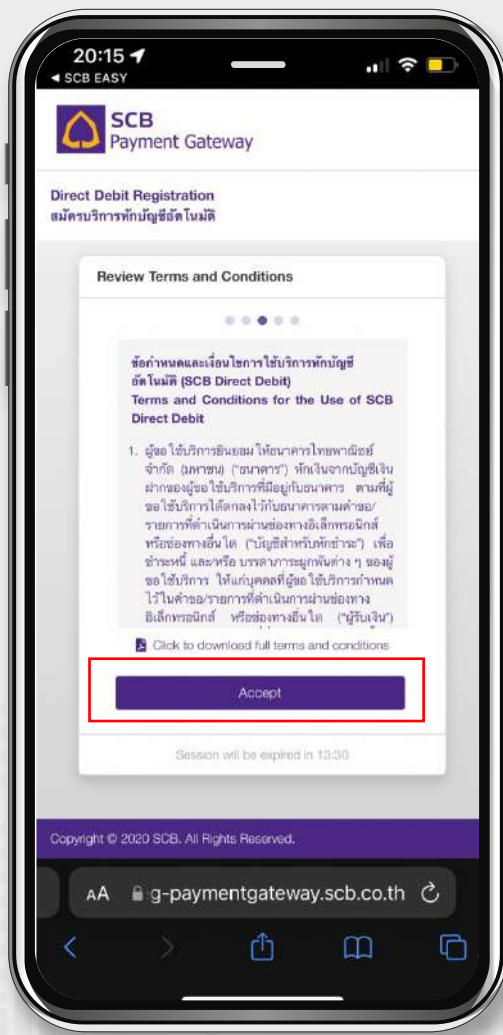 20:15
◀ SCB EASY
SCB
Payment Gateway
Direct Debit Registration
สมัครบริการหักบัญชีอัตโนมัติ
Review Terms and Conditions
ข้อกำหนดและเงื่อนไขการใช้บริการหักบัญชี
อัตโนมัติ (SCB Direct Debit)
Terms and Conditions for the Use of SCB
Direct Debit
1. ผู้ขอใช้บริการยินยอมให้ธนาคารไทยพาณิชย์
จำกัด (มหาชน) ("ธนาคาร") หักเงินจากบัญชีเงิน
ฝากของผู้ขอใช้บริการที่มีอยู่กับธนาคาร ตามที่ผู้
ขอใช้บริการได้ตกลงไว้กับธนาคารตามคำขอ/
รายการที่ดำเนินการผ่านช่องทางอิเล็กทรอนิกส์
หรือช่องทางอื่นใด ("บัญชีสำหรับหักชำระ") เพื่อ
ชำระหนี้ และ/หรือ บรรดาภาระผูกพันต่าง ๆ ของผู้
ขอใช้บริการ ให้แก่บุคคลที่ผู้ขอใช้บริการกำหนด
ไว้ในคำขอ/รายการที่ดำเนินการผ่านช่องทาง
อิเล็กทรอนิกส์ หรือช่องทางอื่นใด ("ผู้รับเงิน")
Click to download full terms and conditions
Accept
Session will be expired in 13:30
Copyright © 2020 SCB. All Rights Reserved.
AA g-paymentgateway.scb.co.th